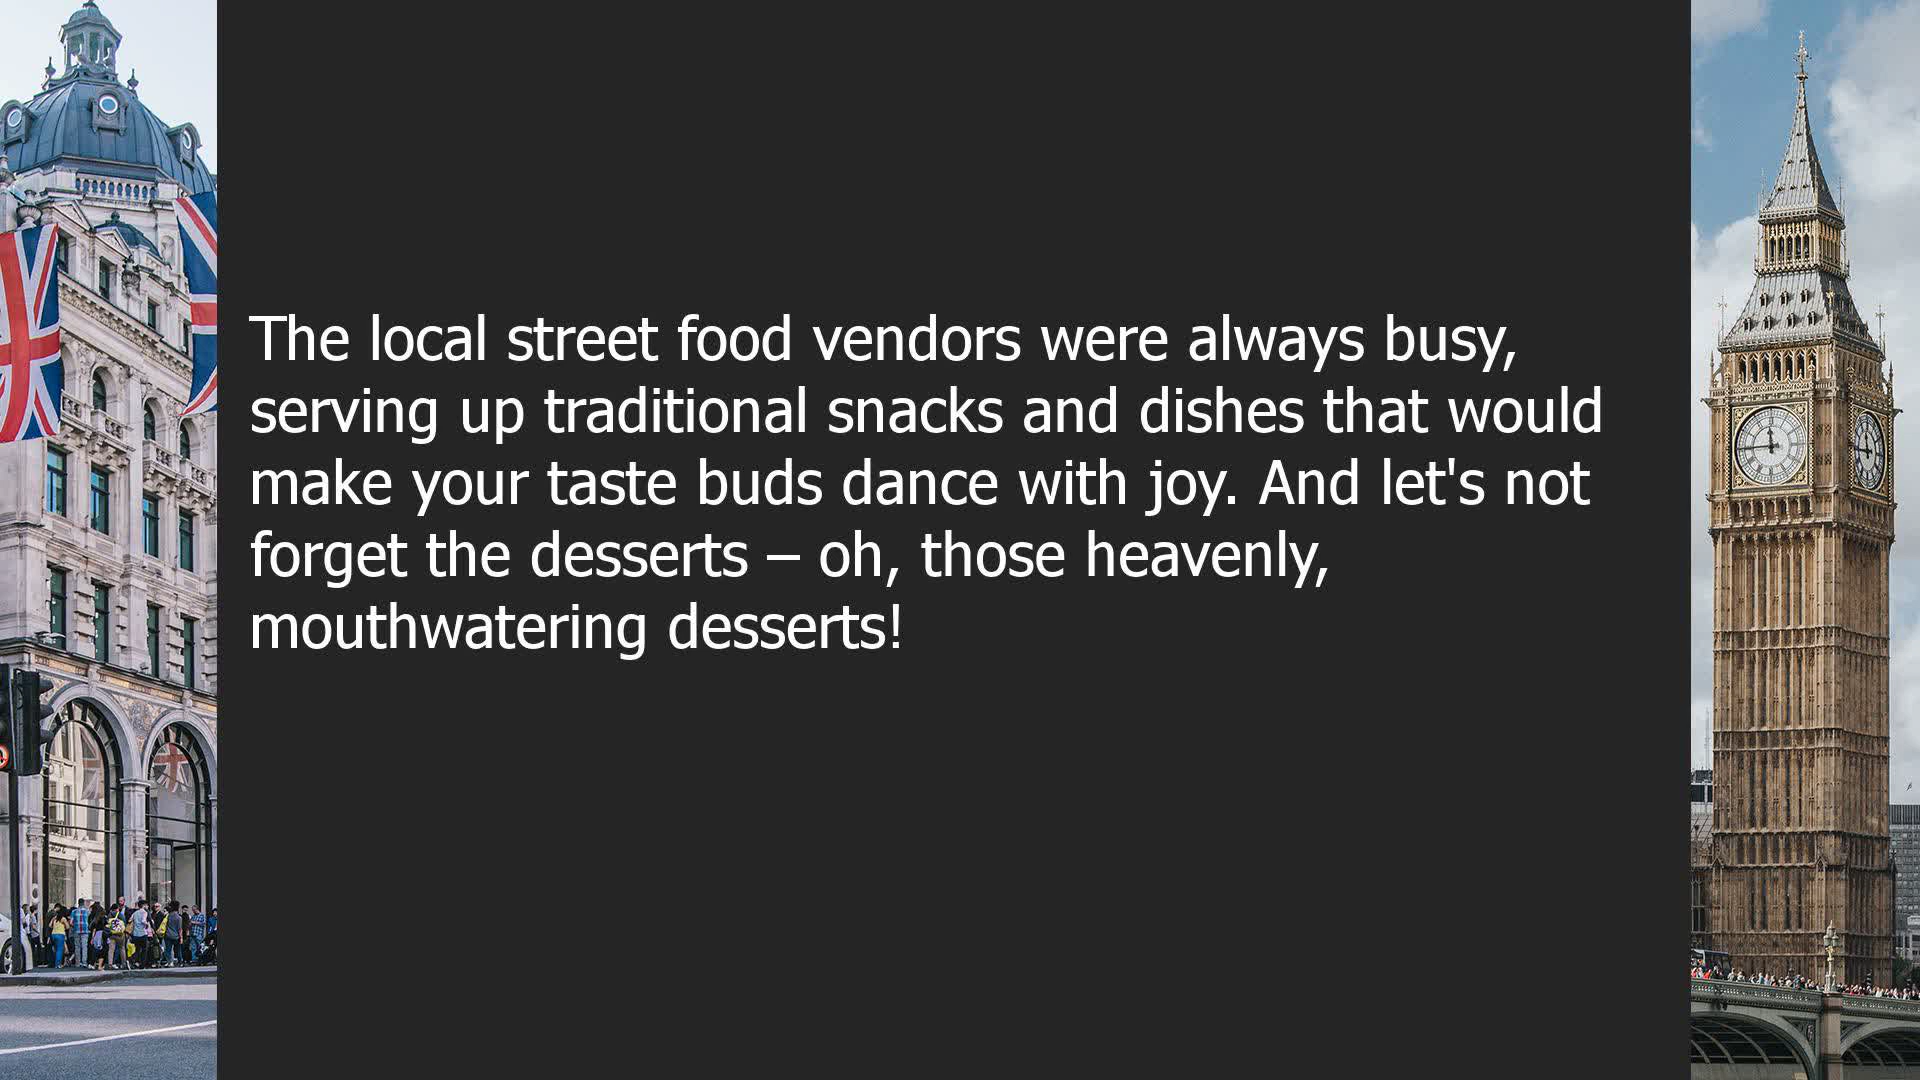 The local street food vendors were always busy,
serving up traditional snacks and dishes that would
make your taste buds dance with joy. And let's not
forget the desserts – oh, those heavenly,
mouthwatering desserts!